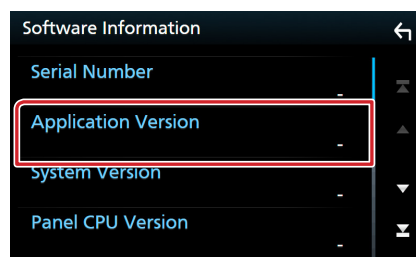 Software Information
Serial Number
-
Application Version
-
System Version
-
Panel CPU Version
-